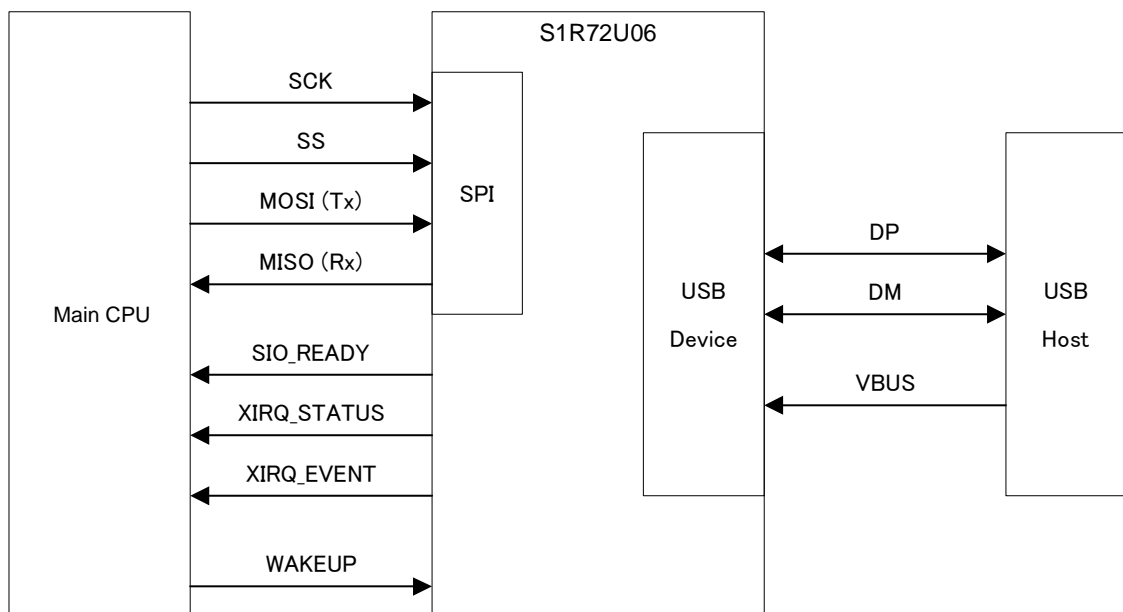 S1R72U06
SCK
SS
MOSI (Tx)
MISO (Rx)
SPI
Main CPU
SIO_READY
XIRQ_STATUS
XIRQ_EVENT
WAKEUP
USB
Device
DP
DM
VBUS
USB
Host